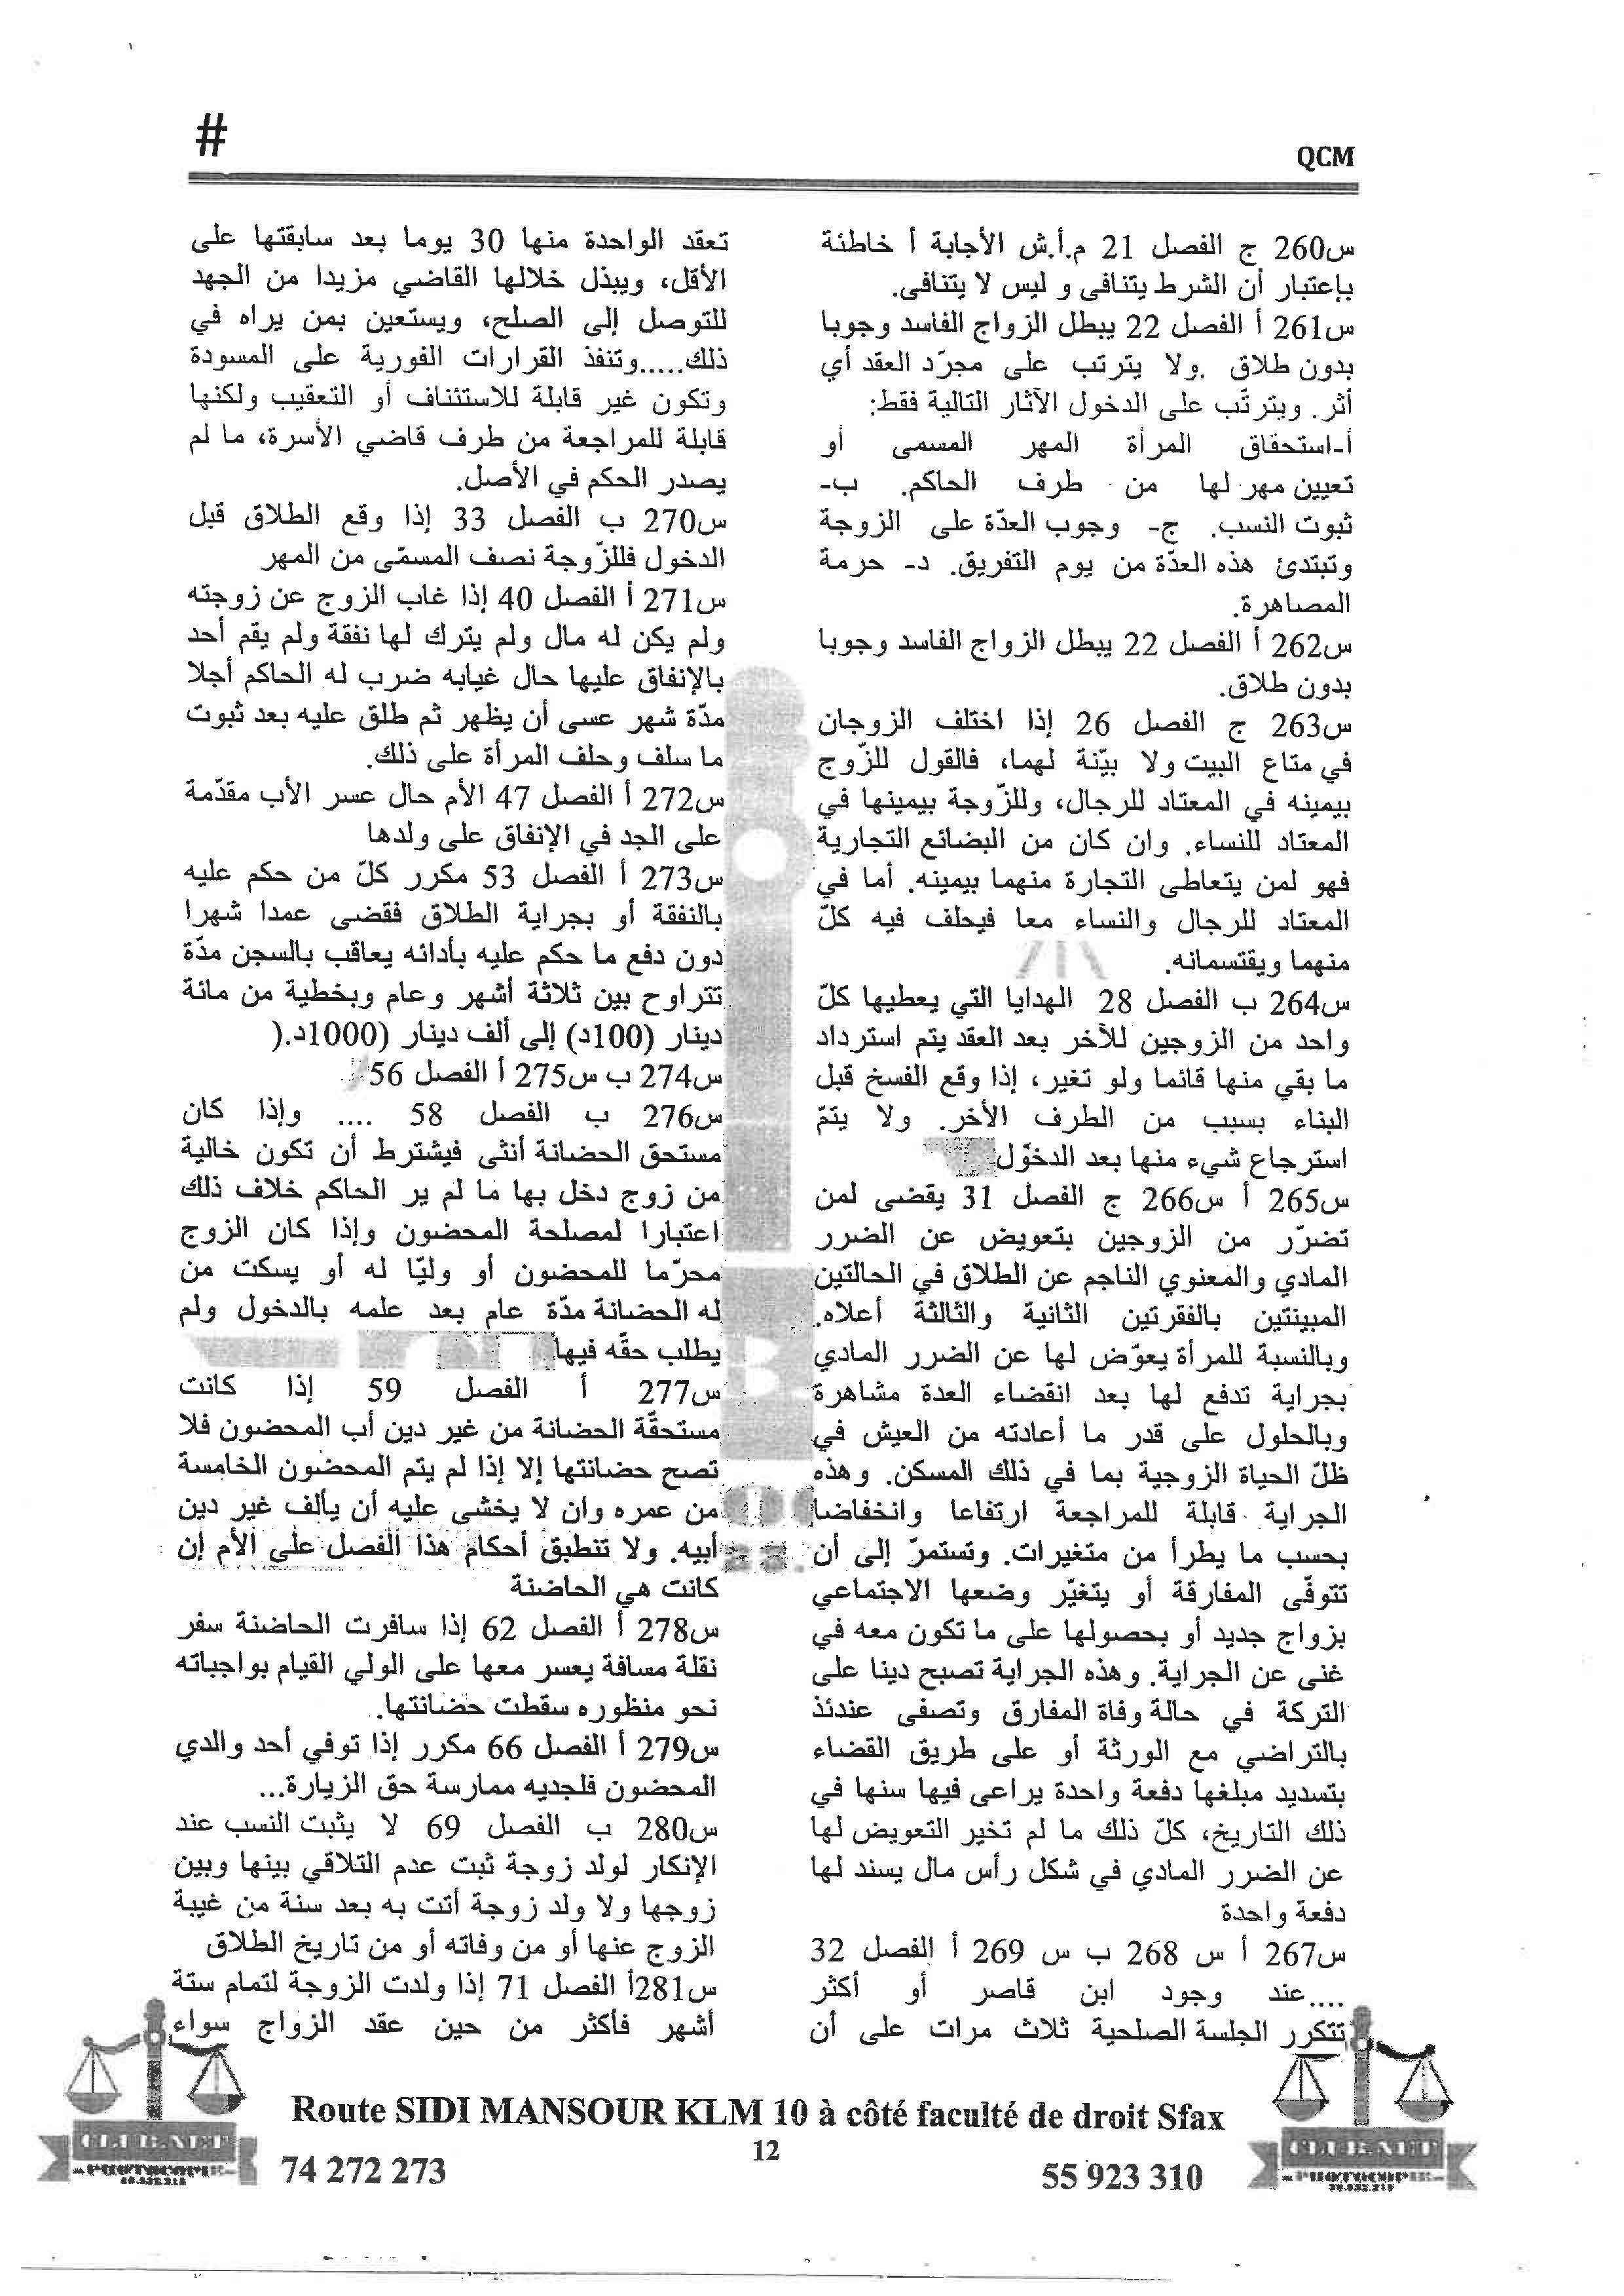 #
QCM
س260 ج الفصل 21 م.أ.ش الأجابة أ خاطئة
بإعتبار أن الشرط يتنافى و ليس لا يتنافى.
س261 أ الفصل 22 يبطل الزواج الفاسد وجوبا
بدون طلاق .ولا يترتب على مجرّد العقد أي
أثر. ويترتّب على الدخول الآثار التالية فقط:
أ-استحقاق المرأة المهر المسمى أو
تعيين مهر لها من طرف الحاكم. ب-
ثبوت النسب. ج- وجوب العدّة على الزوجة
وتبتدئ هذه العدّة من يوم التفريق. د- حرمة
المصاهرة.
س262 أ الفصل 22 يبطل الزواج الفاسد وجوبا
بدون طلاق.
س263 ج الفصل 26 إذا اختلف الزوجان
في متاع البيت ولا بيّنة لهما، فالقول للزّوج
بيمينه في المعتاد للرجال، وللزّوجة بيمينها في
المعتاد للنساء. وان كان من البضائع التجارية
فهو لمن يتعاطى التجارة منهما بيمينه. أما في
المعتاد للرجال والنساء معا فيحلف فيه كلّ
منهما ويقتسمانه.
س264 ب الفصل 28 الهدايا التي يعطيها كلّ
واحد من الزوجين للآخر بعد العقد يتم استرداد
ما بقي منها قائما ولو تغير، إذا وقع الفسخ قبل
البناء بسبب من الطرف الأخر. ولا يتمّ
استرجاع شيء منها بعد الدخوّل
س265 أ س266 ج الفصل 31 يقضى لمن
تضرّر من الزوجين بتعويض عن الضرر
المادي والمعنوي الناجم عن الطلاق في الحالتين
المبينتين بالفقرتين الثانية والثالثة أعلاه.
وبالنسبة للمرأة يعوّض لها عن الضرر المادي
بجراية تدفع لها بعد انقضاء العدة مشاهرة
وبالحلول على قدر ما أعادته من العيش في
ظلّ الحياة الزوجية بما في ذلك المسكن. وهذه
الجراية قابلة للمراجعة ارتفاعا وانخفاضا
بحسب ما يطرأ من متغيرات. وتستمرّ إلى أن
تتوفّى المفارقة أو يتغيّر وضعها الاجتماعي
بزواج جديد أو بحصولها على ما تكون معه في
غنى عن الجراية. وهذه الجراية تصبح دينا على
التركة في حالة وفاة المفارق وتصفى عندئذ
بالتراضي مع الورثة أو على طريق القضاء
بتسديد مبلغها دفعة واحدة يراعى فيها سنها في
ذلك التاريخ، كلّ ذلك ما لم تخير التعويض لها
عن الضرر المادي في شكل رأس مال يسند لها
دفعة واحدة
س267 أ س 268 ب س 269 أ الفصل 32
....عند وجود ابن قاصر أو أكثر
تتكرر الجلسة الصلحية ثلاث مرات على أن
تعقد الواحدة منها 30 يوما بعد سابقتها على
الأقل، ويبذل خلالها القاضي مزيدا من الجهد
للتوصل إلى الصلح، ويستعين بمن يراه في
ذلك.....وتنفذ القرارات الفورية على المسودة
وتكون غير قابلة للاستئناف أو التعقيب ولكنها
قابلة للمراجعة من طرف قاضي الأسرة، ما لم
يصدر الحكم في الأصل.
س270 ب الفصل 33 إذا وقع الطلاق قبل
الدخول فللزّوجة نصف المسمّى من المهر
س271 أ الفصل 40 إذا غاب الزوج عن زوجته
ولم يكن له مال ولم يترك لها نفقة ولم يقم أحد
بالإنفاق عليها حال غيابه ضرب له الحاكم أجلا
مدّة شهر عسى أن يظهر ثم طلق عليه بعد ثبوت
ما سلف وحلف المرأة على ذلك.
س272 أ الفصل 47 الأم حال عسر الأب مقدّمة
على الجد في الإنفاق على ولدها
س273 أ الفصل 53 مكرر كلّ من حكم عليه
بالنفقة أو بجراية الطلاق فقضى عمدا شهرا
دون دفع ما حكم عليه بأدائه يعاقب بالسجن مدّة
تتراوح بين ثلاثة أشهر وعام وبخطية من مائة
دينار (100د) إلى ألف دينار (1000د.(
س274 ب س275 أ الفصل 56
س276 ب الفصل 58 .... وإذا كان
مستحق الحضانة أنثى فيشترط أن تكون خالية
من زوج دخل بها ما لم ير الحاكم خلاف ذلك
اعتبارا لمصلحة المحضون وإذا كان الزوج
محرّما للمحضون أو وليّا له أو يسكت من
له الحضانة مدّة عام بعد علمه بالدخول ولم
يطلب حقّه فيها.
س277 أ الفصل 59 إذا كانت
مستحقّة الحضانة من غير دين أب المحضون فلا
تصح حضانتها إلا إذا لم يتم المحضون الخامسة
من عمره وان لا يخشى عليه أن يألف غير دين
أبيه. ولا تنطبق أحكام هذا الفصل على الأم إن
كانت هي الحاضنة
س278 أ الفصل 62 إذا سافرت الحاضنة سفر
نقلة مسافة يعسر معها على الولي القيام بواجباته
نحو منظوره سقطت حضانتها.
س279 أ الفصل 66 مكرر إذا توفي أحد والدي
المحضون فلجديه ممارسة حق الزيارة...
س280 ب الفصل 69 لا يثبت النسب عند
الإنكار لولد زوجة ثبت عدم التلاقي بينها وبين
زوجها ولا ولد زوجة أتت به بعد سنة من غيبة
الزوج عنها أو من وفاته أو من تاريخ الطلاق
س281أ الفصل 71 إذا ولدت الزوجة لتمام ستة
أشهر فأكثر من حين عقد الزواج سواء
Route SIDI MANSOUR KLM 10 à côté faculté de droit Sfax
12
74 272 273
55 923 310
CLUB.NET
PHOTOCOPIE
CLUB.NET
PHOTOCOPIE